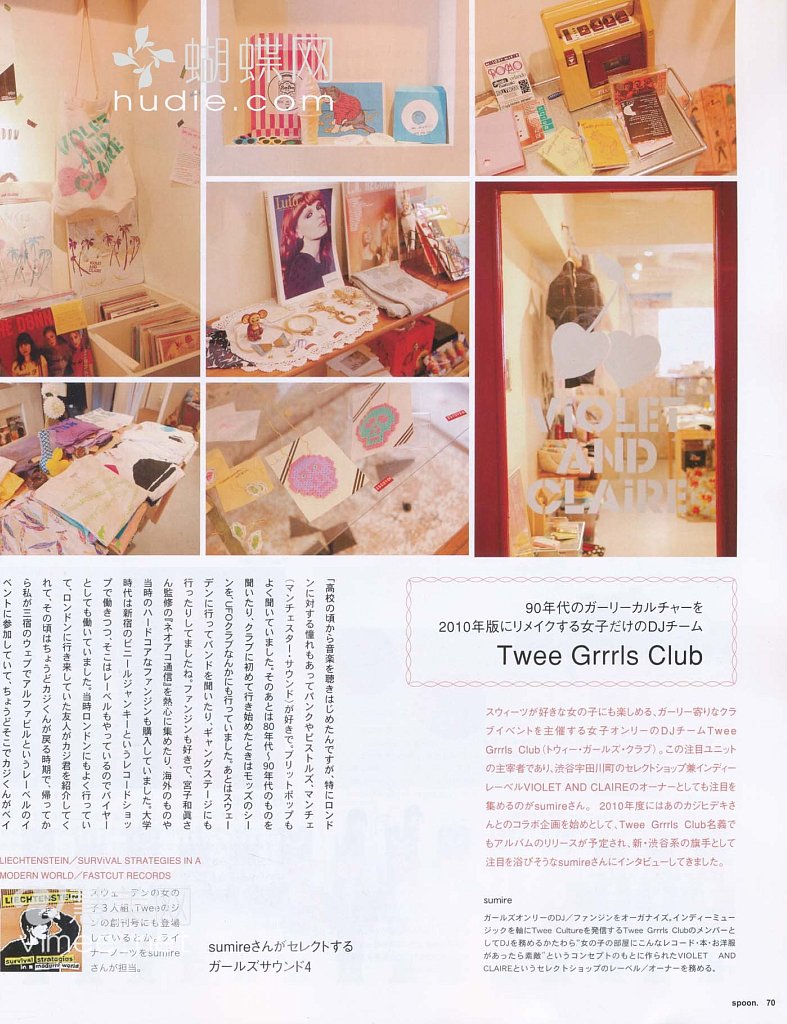 蝴蝶网
hudie.com
VIOLET
AND
CLAIRE
POMO
Lula
VIOLET
AND
CLAIRE
VIOLET
AND
CLAIRE
90年代のガーリーカルチャーを
2010年版にリメイクする女子だけのDJチーム
Twee Grrrls Club
スウィーツが好きな女の子にも楽しめる、ガーリー寄りなクラ
ブイベントを主催する女子オンリーのDJチームTwee
Grrrls Club（トウィー・ガールズ・クラブ）。この注目ユニット
の主宰者であり、渋谷宇田川町のセレクトショップ兼インディー
レーベルVIOLET AND CLAIREのオーナーとしても注目を
集めるのがsumireさん。 2010年度にはあのカジヒデキさ
んとのコラボ企画を始めとして、Twee Grrrls Club名義で
もアルバムのリリースが予定され、新・渋谷系の旗手として
注目を浴びそうなsumireさんにインタビューしてきました。
sumire
ガールズオンリーのDJ／ファンジンをオーガナイズ。インディーミュー
ジックを軸にTwee Cultureを発信するTwee Grrrls Clubのメンバーと
してDJを務めるかたわら“女の子の部屋にこんなレコード・本・お洋服
があったら素敵”というコンセプトのもとに作られたVIOLET AND
CLAIREというセレクトショップのレーベル／オーナーを務める。
「高校の頃から音楽を聴きはじめたんですが、特にロンド
ンに対する憧れもあってパンクやピストルズ、マンチェ
（マンチェスター・サウンド）が好きで。ブリットポップも
よく聞いていました。そのあとは80年代〜90年代のものを
聞いたり、クラブに初めて行き始めたときはモッズのシー
ンを、UFOクラブなんかにも行っていました。あとはスウェー
デンに行ってバンドを聞いたり、ギャングステージにも
行ったりしてましたね。ファンジンも好きで、宮子和眞さ
ん監修の『ネオアコ通信』を熱心に集めたり、海外のものや
当時のハードコアなファンジンも購入していました。大学
時代は新宿のビニールジャンキーというレコードショッ
プで働きつつ、そこはレーベルもやっているのでバイヤー
としても働いていました。当時ロンドンにもよく行ってい
て、ロンドンに行き来していた友人がカジ君を紹介してく
れて、その頃はちょうどカジくんが戻る時期で、帰ってか
ら私が三宿のウェブでアルファビルというレーベルのイ
ベントに参加していて、ちょうどそこでカジくんがベイ
LIECHTENSTEIN／SURViVAL STRATEGIES IN A
MODERN WORLD／FASTCUT RECORDS
LIECHTENSTEIN
survival strategies
in a modern world
スウェーデンの女の
子3人組、Tweeのジ
ンの創刊号にも登場
しているとか。ライ
ナーノーツをsumire
さんが担当。
sumireさんがセレクトする
ガールズサウンド4
spoon. 70